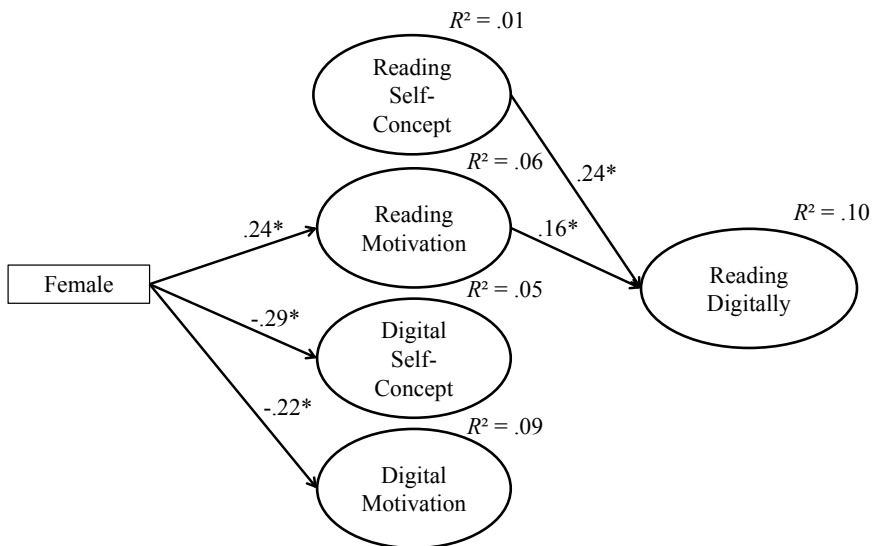 R² = .01
Reading
Self-
Concept
R² = .06
.24*
Reading
Motivation
.24*
.16*
R² = .10
Female
R² = .05
Reading
Digitally
-.29*
Digital
Self-
Concept
-.22*
R² = .09
Digital
Motivation